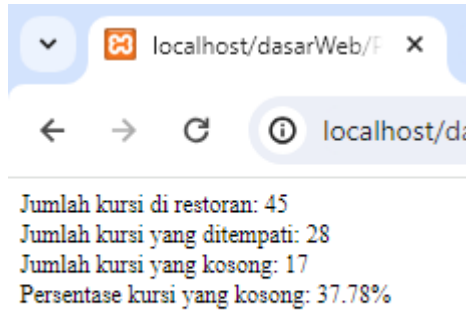 localhost/dasarWeb/
localhost/da
Jumlah kursi di restoran: 45
Jumlah kursi yang ditempati: 28
Jumlah kursi yang kosong: 17
Persentase kursi yang kosong: 37.78%